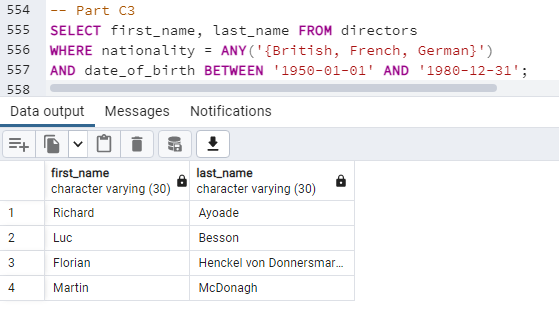 554 -- Part C3
555 SELECT first_name, last_name FROM directors
556 WHERE nationality = ANY('{British, French, German}')
557 AND date_of_birth BETWEEN '1950-01-01' AND '1980-12-31';
558
Data output Messages Notifications
first_name last_name
character varying (30) character varying (30)
1 Richard Ayoade
2 Luc Besson
3 Florian Henckel von Donnersmar...
4 Martin McDonagh